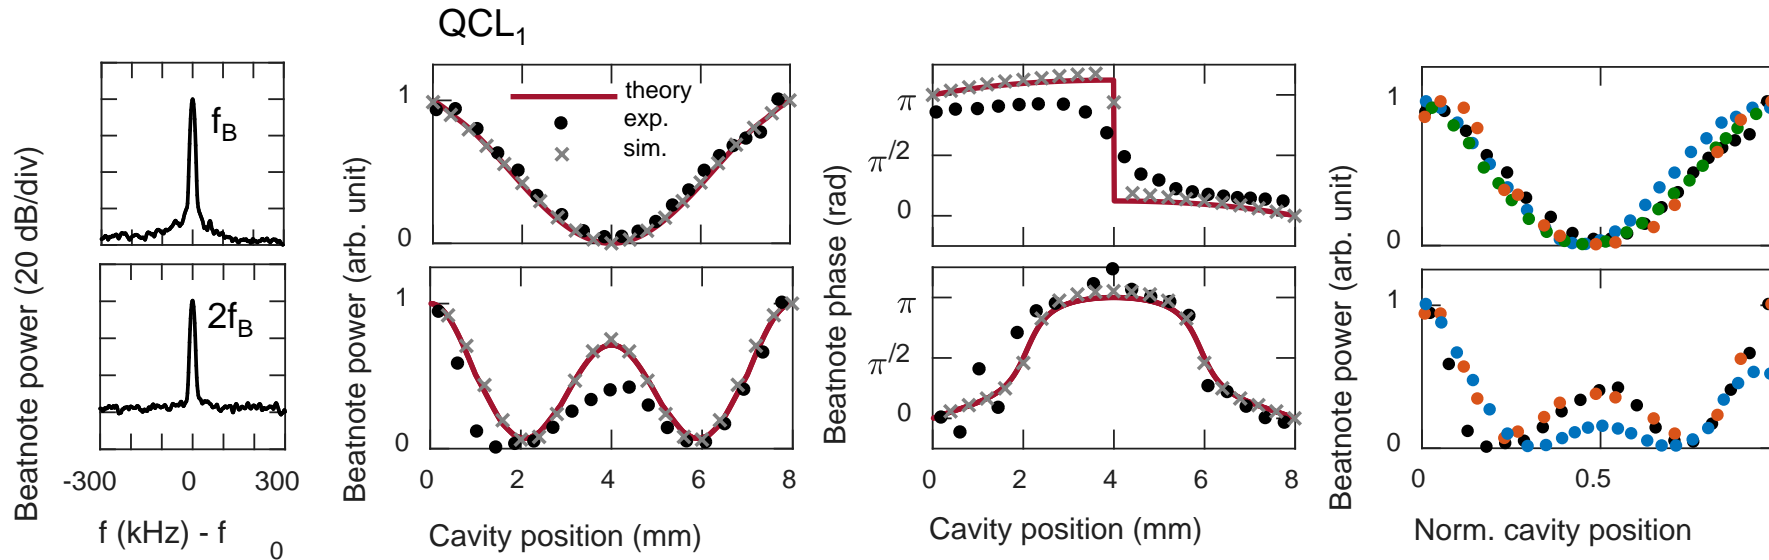 QCL1
Beatnote power (20 dB/div)
fB
2fB
-300 0 300
f (kHz) - f 0
Beatnote power (arb. unit)
1
0
theory
exp.
sim.
1
0
0 2 4 6 8
Cavity position (mm)
Beatnote phase (rad)
π
π/2
0
π
π/2
0
0 2 4 6 8
Cavity position (mm)
Beatnote power (arb. unit)
1
0
1
0
0 0.5
Norm. cavity position